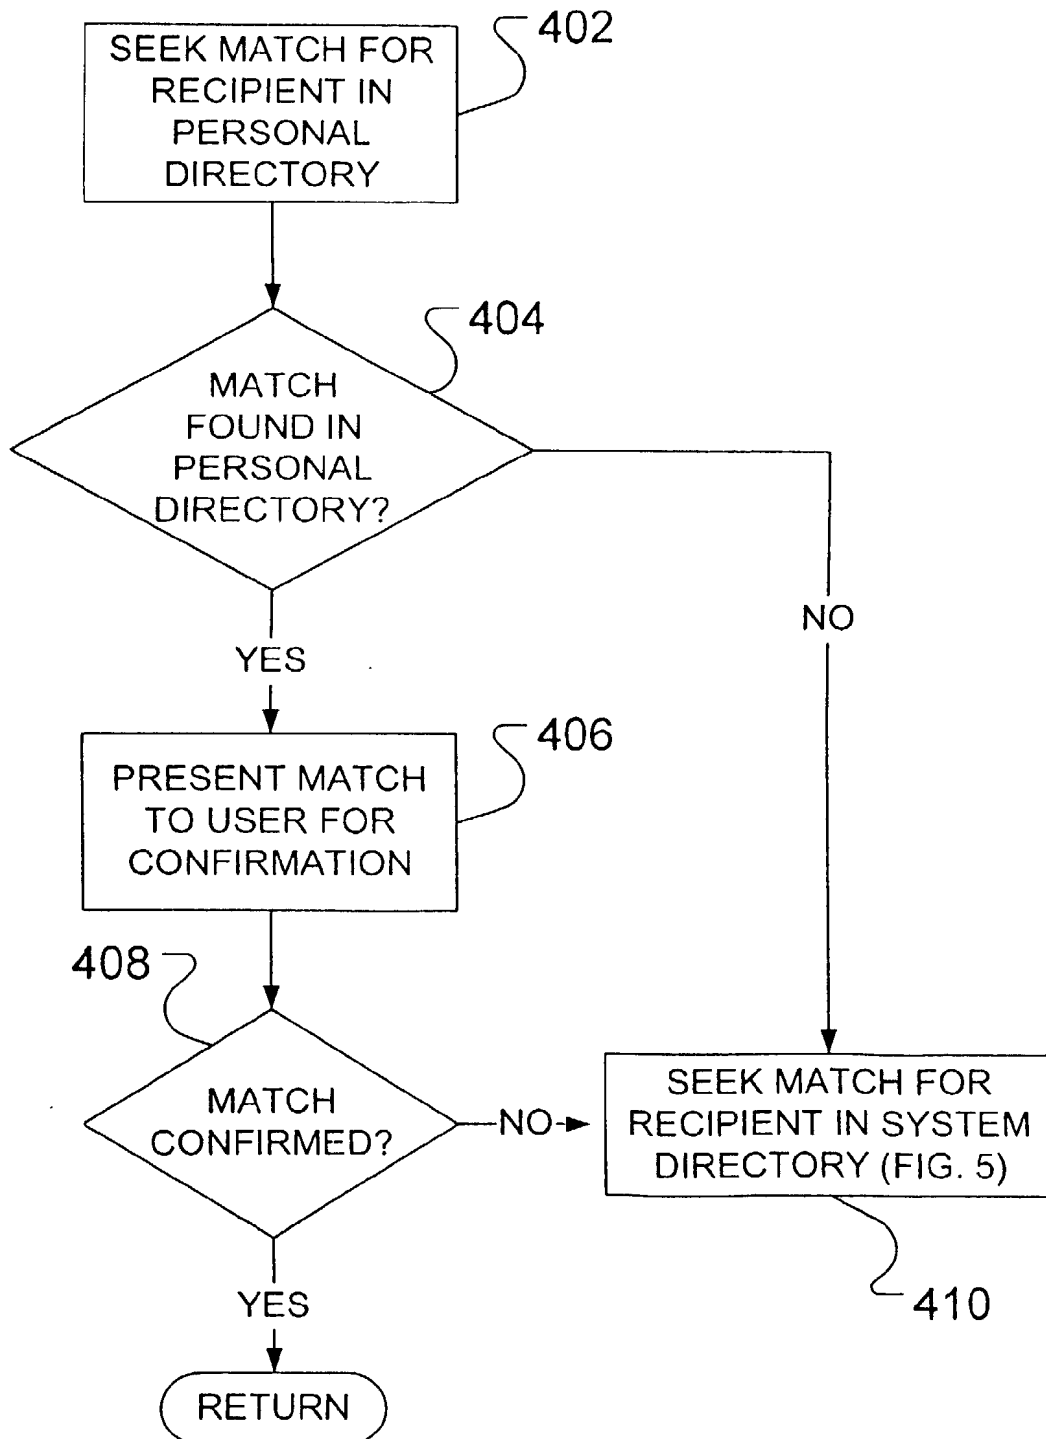 402
SEEK MATCH FOR
RECIPIENT IN
PERSONAL
DIRECTORY
404
MATCH
FOUND IN
PERSONAL
DIRECTORY?
NO
YES
406
PRESENT MATCH
TO USER FOR
CONFIRMATION
408
MATCH
CONFIRMED?
NO
SEEK MATCH FOR
RECIPIENT IN SYSTEM
DIRECTORY (FIG. 5)
410
YES
RETURN